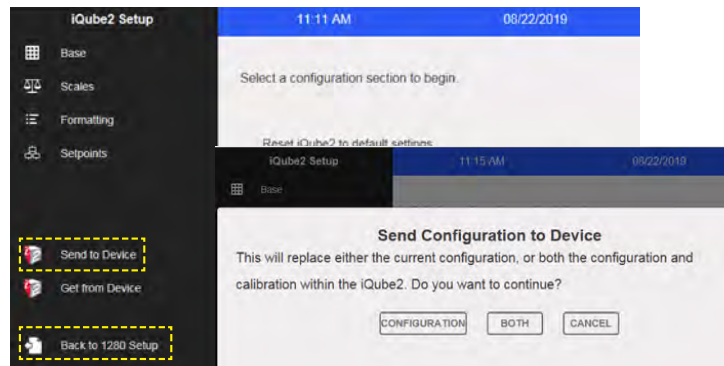 iQube2 Setup
11:11 AM
08/22/2019
Base
Scales
Formatting
Setpoints
Send to Device
Get from Device
Back to 1280 Setup
Select a configuration section to begin.
Reset iQube2 to default settings
iQube2 Setup
11:15 AM
08/22/2019
Base
Send Configuration to Device
This will replace either the current configuration, or both the configuration and
calibration within the iQube2. Do you want to continue?
CONFIGURATION
BOTH
CANCEL